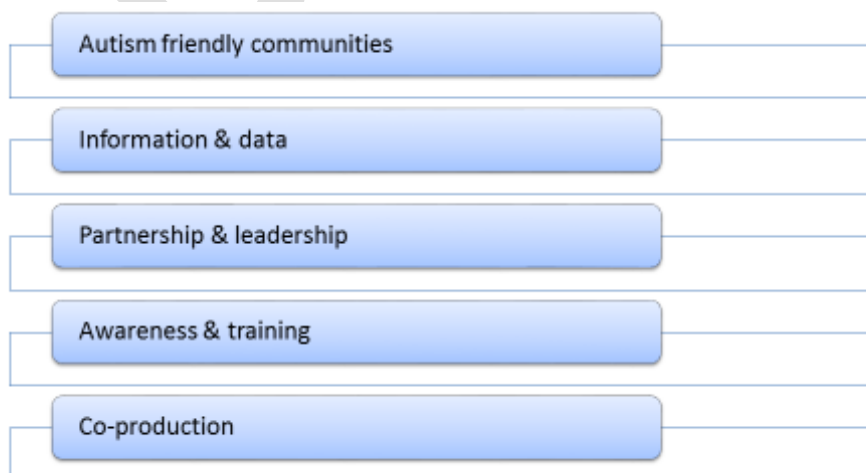 Autism friendly communities
Information & data
Partnership & leadership
Awareness & training
Co-production